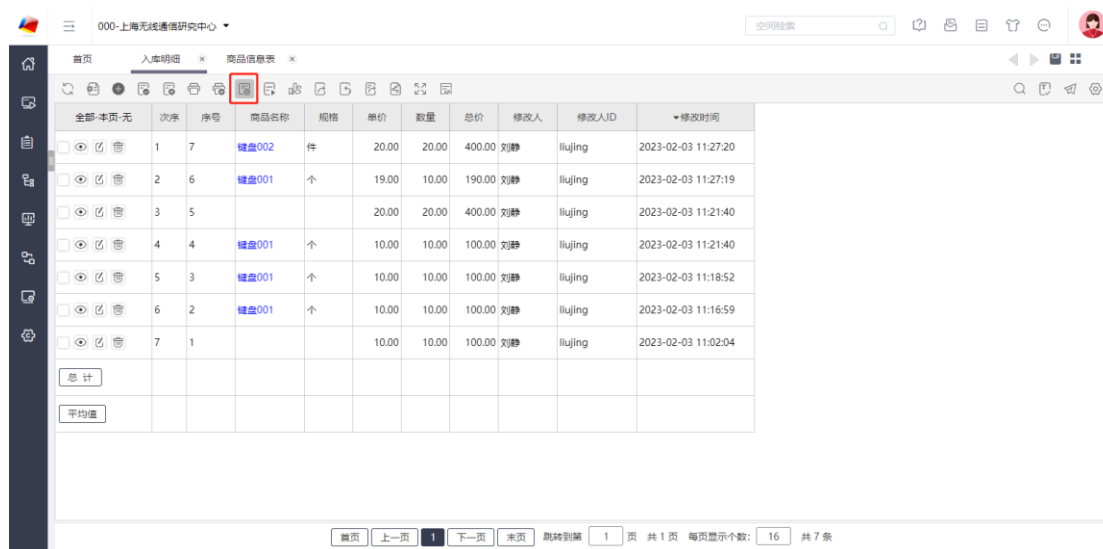 000-上海无线通信研究中心
空间检索
首页 入库明细 × 商品信息表 ×
全部-本页-无 次序 序号 商品名称 规格 单价 数量 总价 修改人 修改人ID ▼修改时间
1 7 键盘002 件 20.00 20.00 400.00 刘静 liujing 2023-02-03 11:27:20
2 6 键盘001 个 19.00 10.00 190.00 刘静 liujing 2023-02-03 11:27:19
3 5 20.00 20.00 400.00 刘静 liujing 2023-02-03 11:21:40
4 4 键盘001 个 10.00 10.00 100.00 刘静 liujing 2023-02-03 11:21:40
5 3 键盘001 个 10.00 10.00 100.00 刘静 liujing 2023-02-03 11:18:52
6 2 键盘001 个 10.00 10.00 100.00 刘静 liujing 2023-02-03 11:16:59
7 1 10.00 10.00 100.00 刘静 liujing 2023-02-03 11:02:04
总 计
平均值
首页 上一页 1 下一页 末页 跳转到第 1 页 共 1 页 每页显示个数: 16 共 7 条